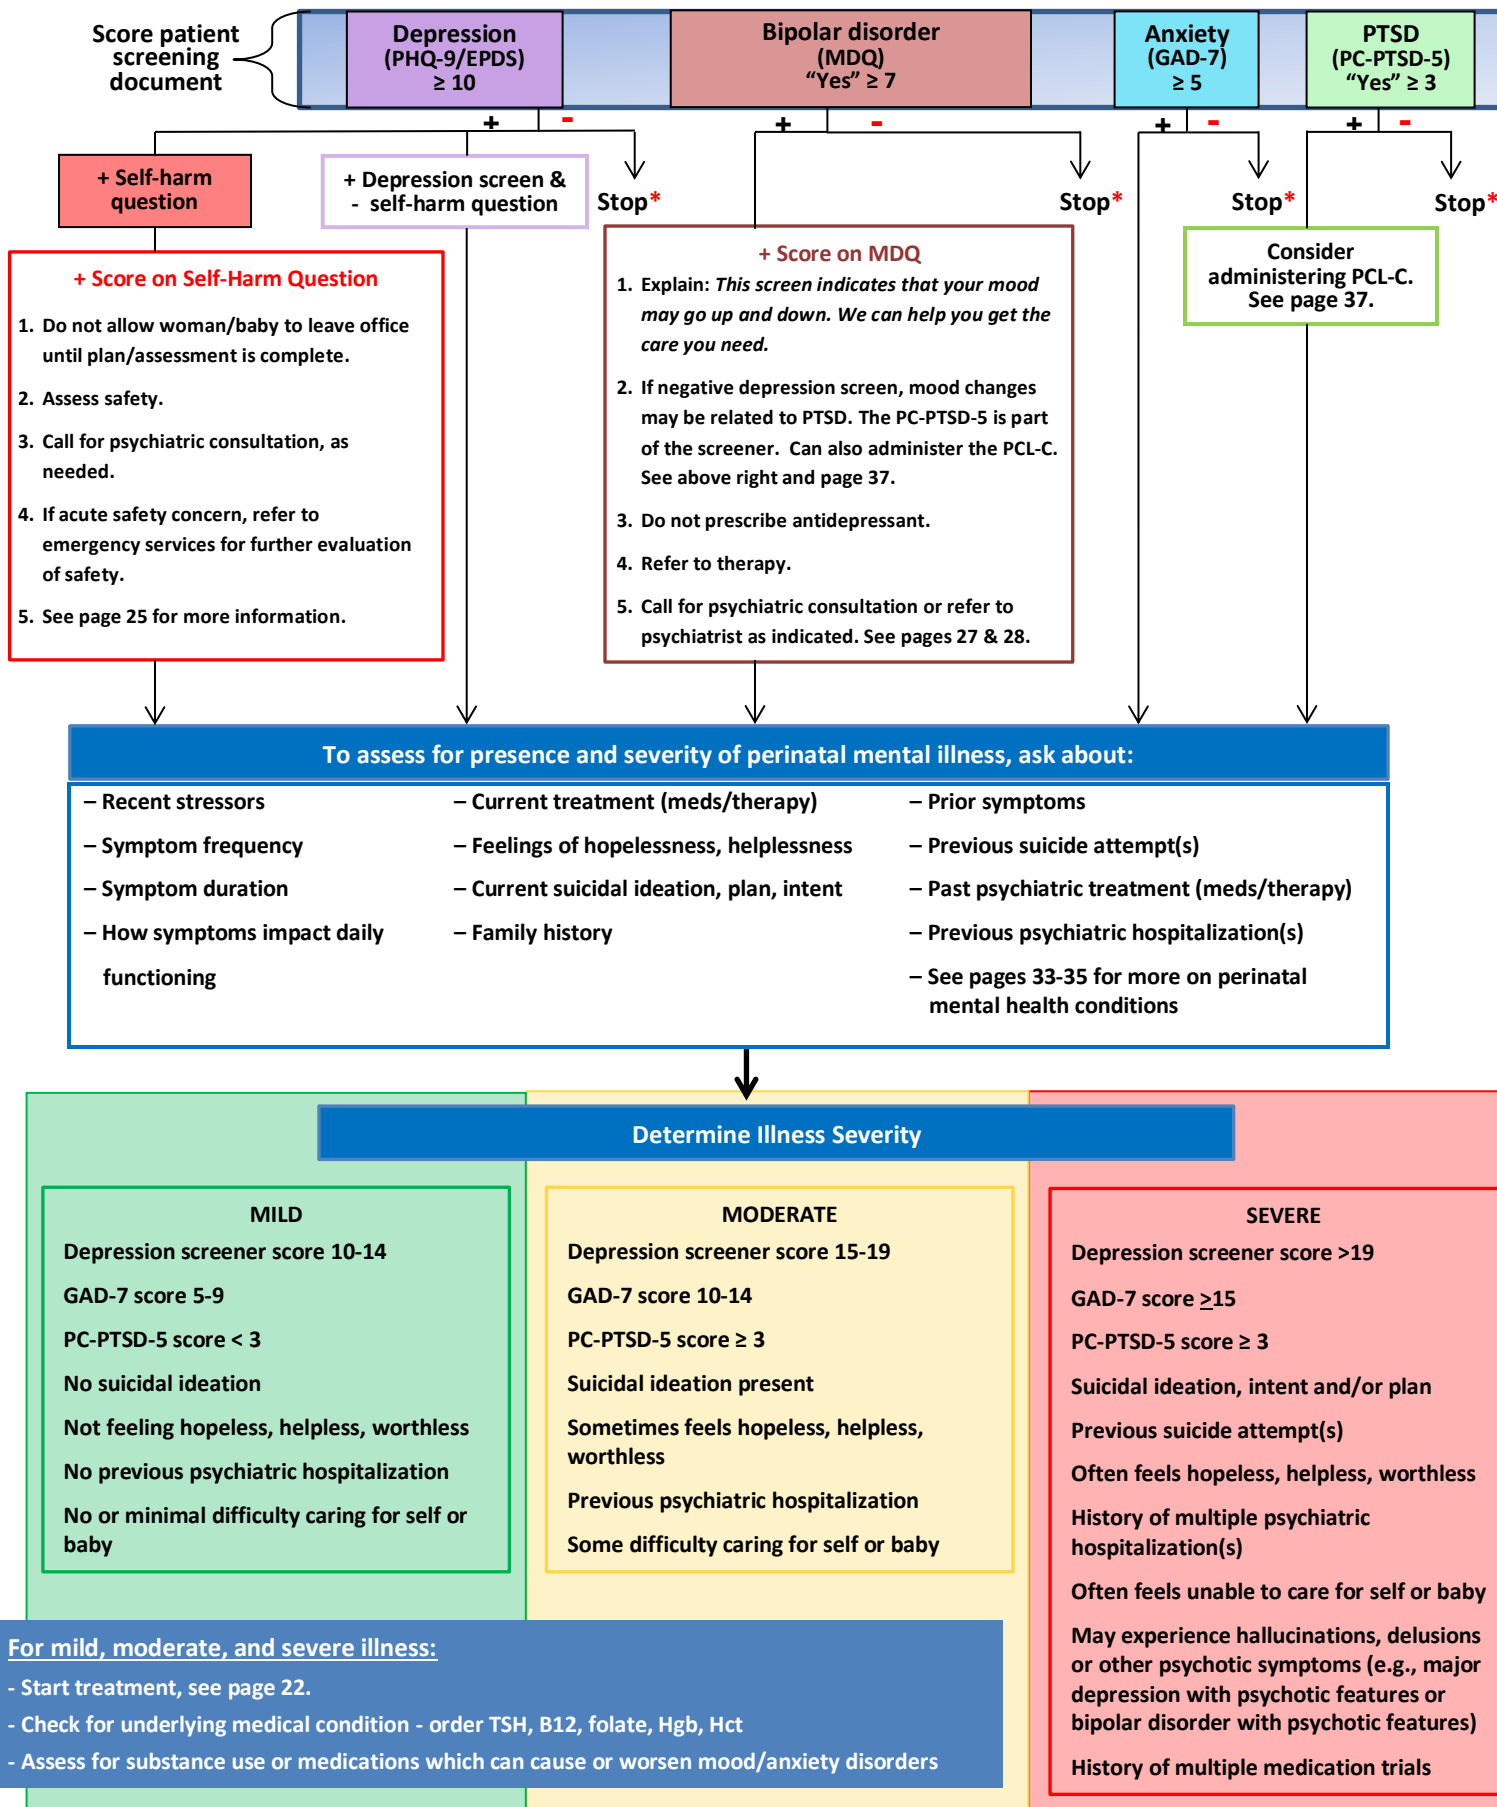 Score patient
screening
document
Depression
(PHQ-9/EPDS)
≥ 10
Bipolar disorder
(MDQ)
“Yes” ≥ 7
Anxiety
(GAD-7)
≥ 5
PTSD
(PC-PTSD-5)
“Yes” ≥ 3
+ -
+ -
+ -
+ -
+ Self-harm
question
+ Depression screen &
- self-harm question
Stop*
Stop*
Stop*
Stop*
+ Score on Self-Harm Question
1. Do not allow woman/baby to leave office
until plan/assessment is complete.
2. Assess safety.
3. Call for psychiatric consultation, as
needed.
4. If acute safety concern, refer to
emergency services for further evaluation
of safety.
5. See page 25 for more information.
+ Score on MDQ
1. Explain: This screen indicates that your mood
may go up and down. We can help you get the
care you need.
2. If negative depression screen, mood changes
may be related to PTSD. The PC-PTSD-5 is part
of the screener. Can also administer the PCL-C.
See above right and page 37.
3. Do not prescribe antidepressant.
4. Refer to therapy.
5. Call for psychiatric consultation or refer to
psychiatrist as indicated. See pages 27 & 28.
Consider
administering PCL-C.
See page 37.
To assess for presence and severity of perinatal mental illness, ask about:
– Recent stressors
– Symptom frequency
– Symptom duration
– How symptoms impact daily
functioning
– Current treatment (meds/therapy)
– Feelings of hopelessness, helplessness
– Current suicidal ideation, plan, intent
– Family history
– Prior symptoms
– Previous suicide attempt(s)
– Past psychiatric treatment (meds/therapy)
– Previous psychiatric hospitalization(s)
– See pages 33-35 for more on perinatal
mental health conditions
Determine Illness Severity
MILD
Depression screener score 10-14
GAD-7 score 5-9
PC-PTSD-5 score < 3
No suicidal ideation
Not feeling hopeless, helpless, worthless
No previous psychiatric hospitalization
No or minimal difficulty caring for self or
baby
MODERATE
Depression screener score 15-19
GAD-7 score 10-14
PC-PTSD-5 score ≥ 3
Suicidal ideation present
Sometimes feels hopeless, helpless,
worthless
Previous psychiatric hospitalization
Some difficulty caring for self or baby
SEVERE
Depression screener score >19
GAD-7 score ≥15
PC-PTSD-5 score ≥ 3
Suicidal ideation, intent and/or plan
Previous suicide attempt(s)
Often feels hopeless, helpless, worthless
History of multiple psychiatric
hospitalization(s)
Often feels unable to care for self or baby
May experience hallucinations, delusions
or other psychotic symptoms (e.g., major
depression with psychotic features or
bipolar disorder with psychotic features)
History of multiple medication trials
For mild, moderate, and severe illness:
- Start treatment, see page 22.
- Check for underlying medical condition - order TSH, B12, folate, Hgb, Hct
- Assess for substance use or medications which can cause or worsen mood/anxiety disorders